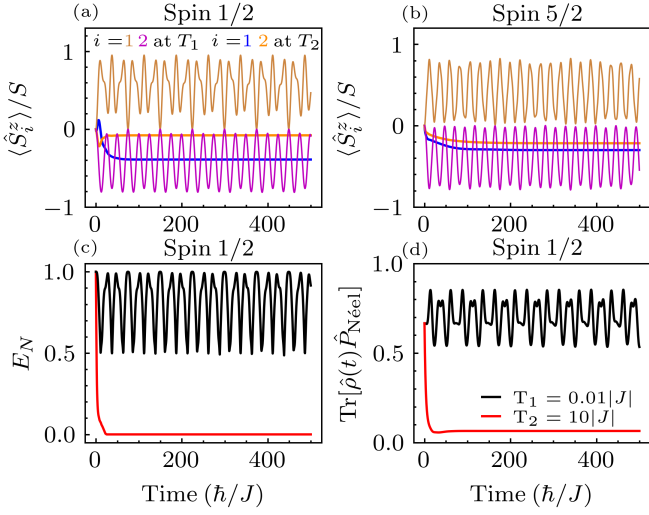 (a) Spin 1/2
i = 1 2 at T₁ i = 1 2 at T₂
⟨Ŝᵢᶻ⟩/S
1
0
−1
0 200 400
(b) Spin 5/2
⟨Ŝᵢᶻ⟩/S
1
0
−1
0 200 400
(c) Spin 1/2
E_N
1.0
0.5
0.0
0 200 400
Time (ħ/J)
(d) Spin 1/2
Tr[ρ̂(t)P̂_Néel]
1.0
0.5
0.0
T₁ = 0.01|J|
T₂ = 10|J|
0 200 400
Time (ħ/J)